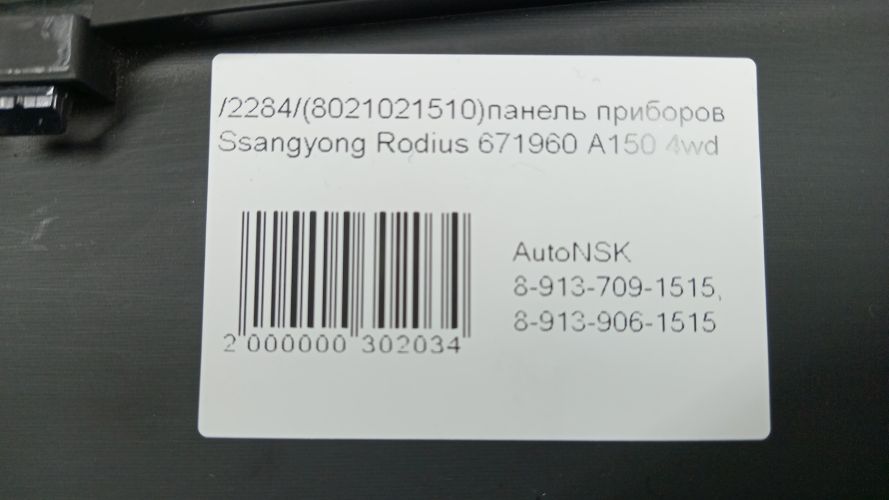 /2284/(8021021510)панель приборов
Ssangyong Rodius 671960 A150 4wd
AutoNSK
8-913-709-1515,
8-913-906-1515
2 000000 302034